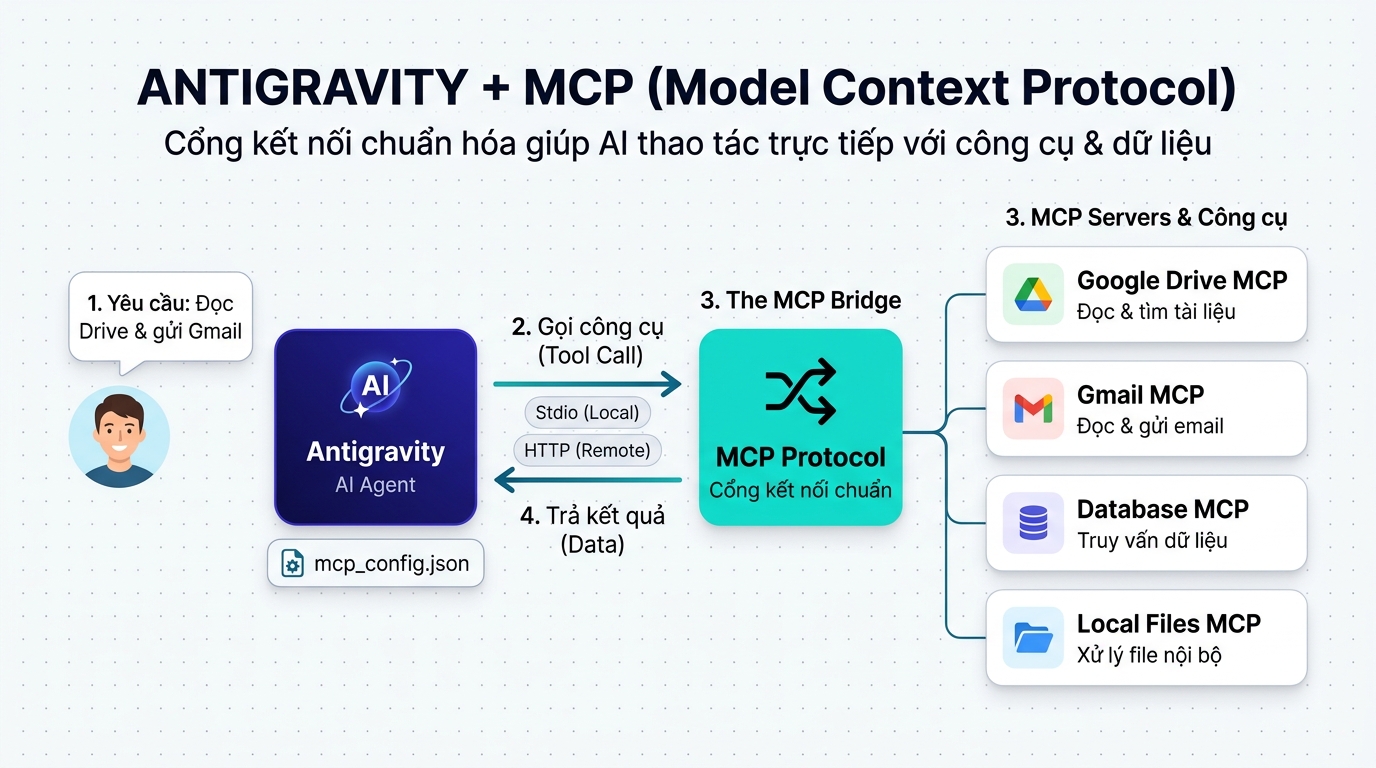 ANTIGRAVITY + MCP (Model Context Protocol)
Cổng kết nối chuẩn hóa giúp AI thao tác trực tiếp với công cụ & dữ liệu
1. Yêu cầu: Đọc
Drive & gửi Gmail
AI
Antigravity
AI Agent
mcp_config.json
2. Gọi công cụ
(Tool Call)
Stdio (Local)
HTTP (Remote)
4. Trả kết quả
(Data)
3. The MCP Bridge
MCP Protocol
Cổng kết nối chuẩn
3. MCP Servers & Công cụ
Google Drive MCP
Đọc & tìm tài liệu
Gmail MCP
Đọc & gửi email
Database MCP
Truy vấn dữ liệu
Local Files MCP
Xử lý file nội bộ